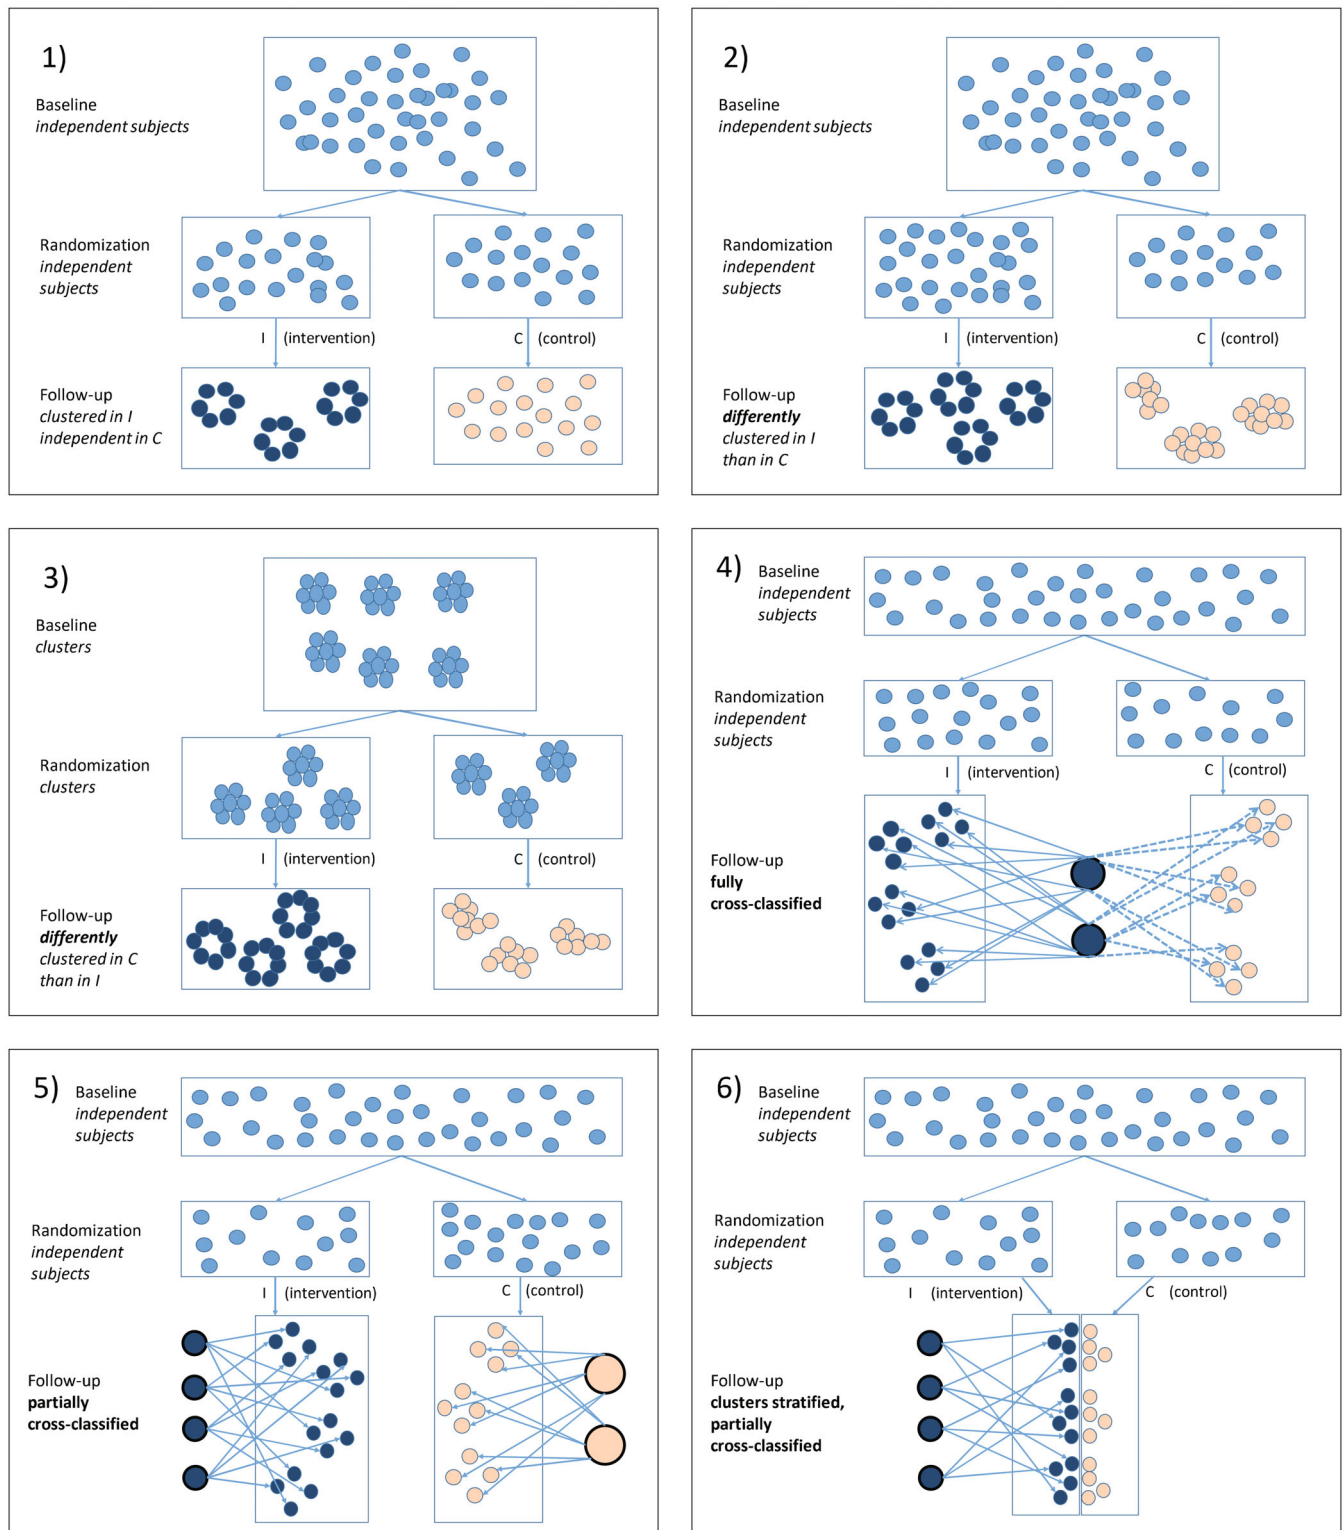 1)
Baseline
independent subjects
Randomization
independent
subjects
I (intervention)
C (control)
Follow-up
clustered in I
independent in C
2)
Baseline
independent subjects
Randomization
independent
subjects
I (intervention)
C (control)
Follow-up
differently
clustered in I
than in C
3)
Baseline
clusters
Randomization
clusters
I (intervention)
C (control)
Follow-up
differently
clustered in C
than in I
4)
Baseline
independent
subjects
Randomization
independent
subjects
I (intervention)
C (control)
Follow-up
fully
cross-classified
5)
Baseline
independent
subjects
Randomization
independent
subjects
I (intervention)
C (control)
Follow-up
partially
cross-classified
6)
Baseline
independent
subjects
Randomization
independent
subjects
I (intervention)
C (control)
Follow-up
clusters stratified,
partially
cross-classified